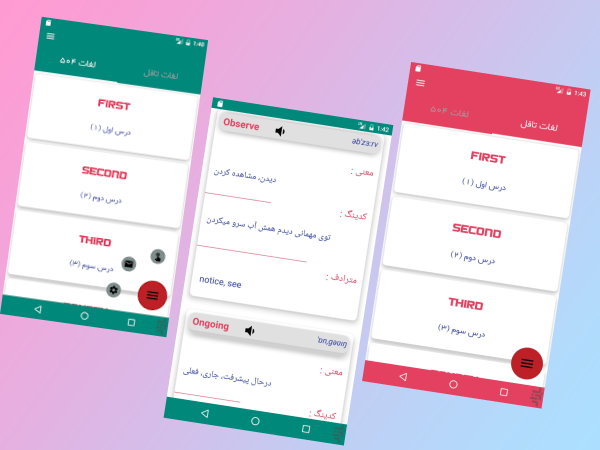 1:40
لغات ۵۰۴
لغات تافل
FIRST
درس اول (۱)
SECOND
درس دوم (۲)
THIRD
درس سوم (۳)
1:42
Observe
əbˈzɜːrv
معنی :
دیدن، مشاهده کردن
کدینگ :
توی مهمانی دیدم همش آب سرو میکردن
مترادف :
notice, see
Ongoing
ˈɒnˌɡəʊɪŋ
معنی :
درحال پیشرفت، جاری، فعلی
کدینگ :
1:43
لغات ۵۰۴
لغات تافل
FIRST
درس اول (۱)
SECOND
درس دوم (۲)
THIRD
درس سوم (۳)